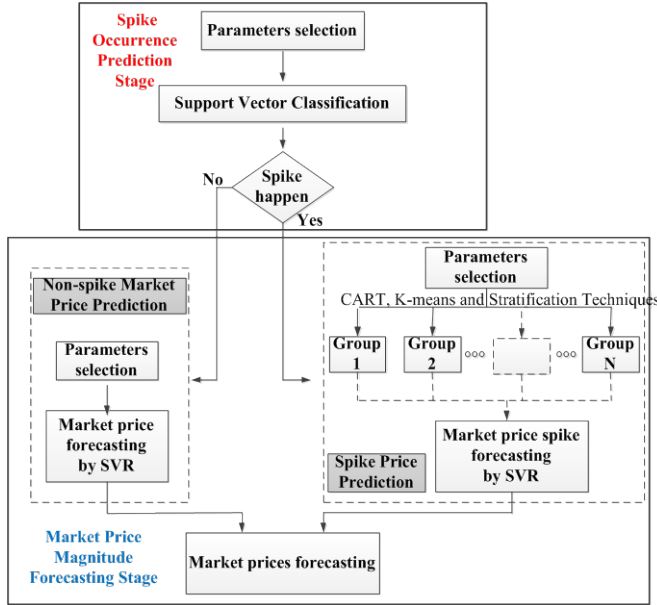 Spike
Occurrence
Prediction
Stage
Parameters selection
Support Vector Classification
No
Spike
happen
Yes
Non-spike Market
Price Prediction
Parameters
selection
Market price
forecasting
by SVR
Parameters
selection
CART, K-means and Stratification Techniques
Group
1
Group
2
Group
N
Market price spike
forecasting
by SVR
Spike Price
Prediction
Market Price
Magnitude
Forecasting Stage
Market prices forecasting